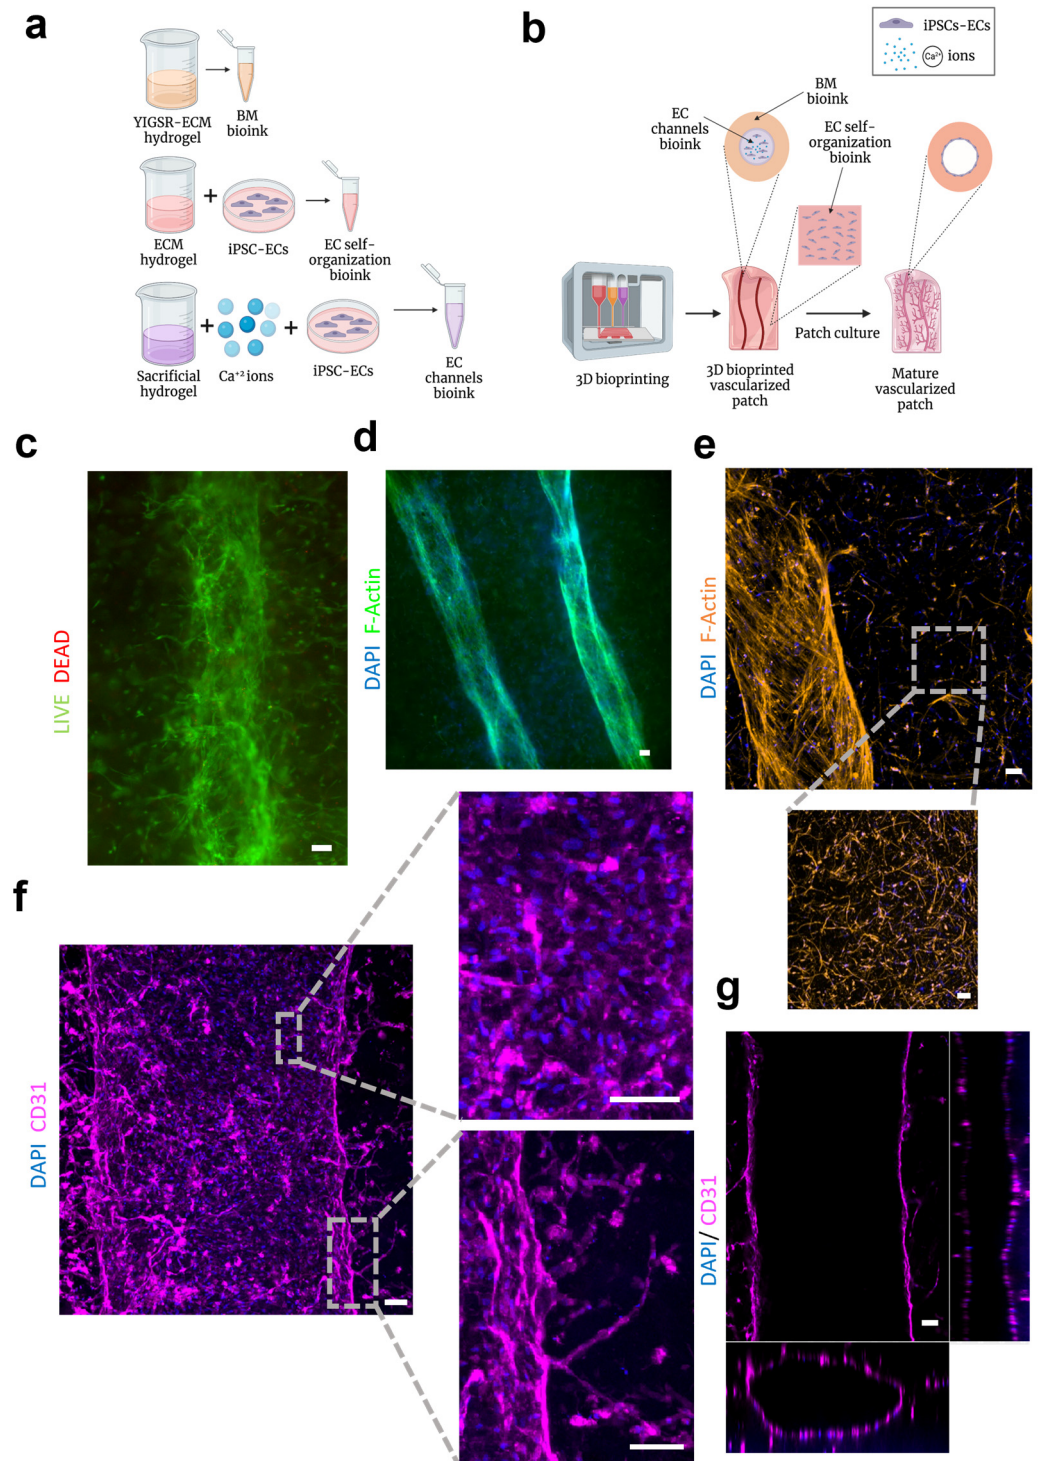 a
YIGSR-ECM
hydrogel
BM
bioink
+
ECM
hydrogel
iPSC-ECs
EC self-
organization
bioink
+
+
Sacrificial
hydrogel
Ca⁺² ions
iPSC-ECs
EC
channels
bioink
b
iPSCs-ECs
Ca²⁺ ions
BM
bioink
EC
channels
bioink
EC self-
organization
bioink
3D bioprinting
3D bioprinted
vascularized
patch
Patch culture
Mature
vascularized
patch
c
LIVE DEAD
d
DAPI F-Actin
e
DAPI F-Actin
f
DAPI CD31
g
DAPI/ CD31